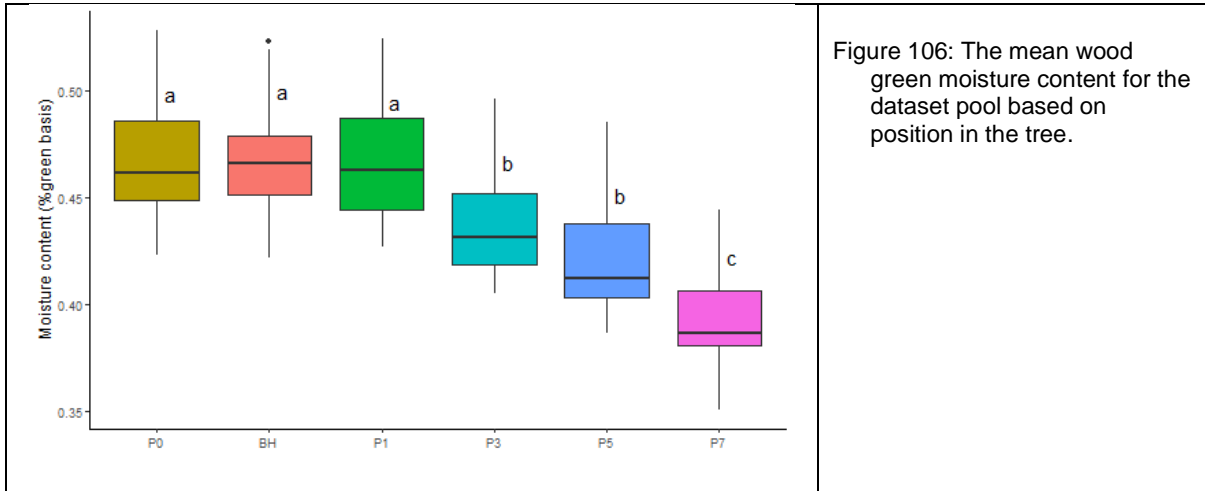 Moisture content (%green basis)
0.50
0.45
0.40
0.35
a
a
a
b
b
c
P0
BH
P1
P3
P5
P7
Figure 106: The mean wood
green moisture content for the
dataset pool based on
position in the tree.